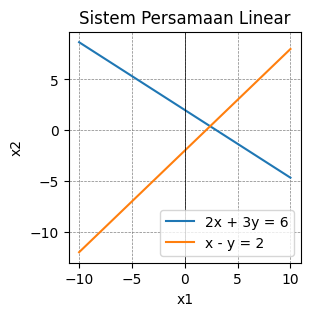 Sistem Persamaan Linear
x2
5
0
−5
−10
2x + 3y = 6
x - y = 2
−10
−5
0
5
10
x1